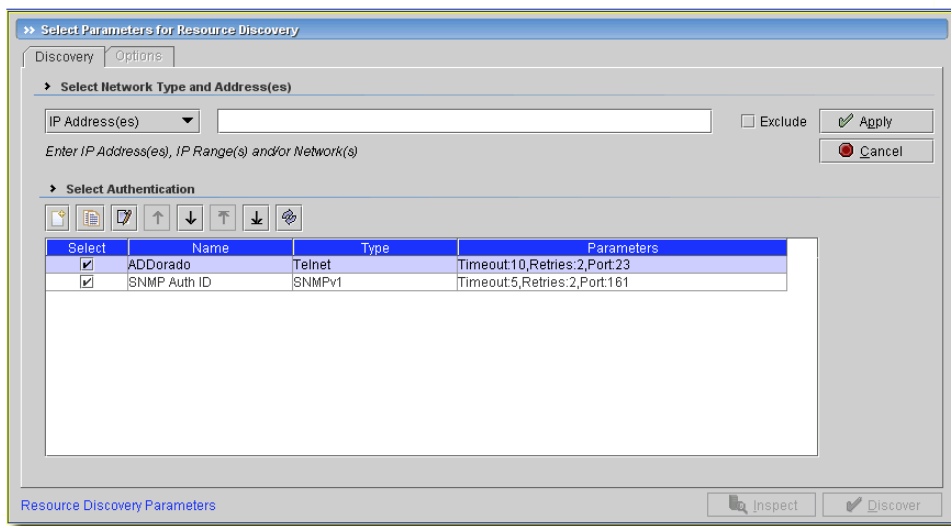 >> Select Parameters for Resource Discovery
Discovery Options
Select Network Type and Address(es)
IP Address(es) Exclude Apply
Enter IP Address(es), IP Range(s) and/or Network(s) Cancel
Select Authentication
Select Name Type Parameters
ADDorado Telnet Timeout:10,Retries:2,Port:23
SNMP Auth ID SNMPv1 Timeout:5,Retries:2,Port:161
Resource Discovery Parameters Inspect Discover